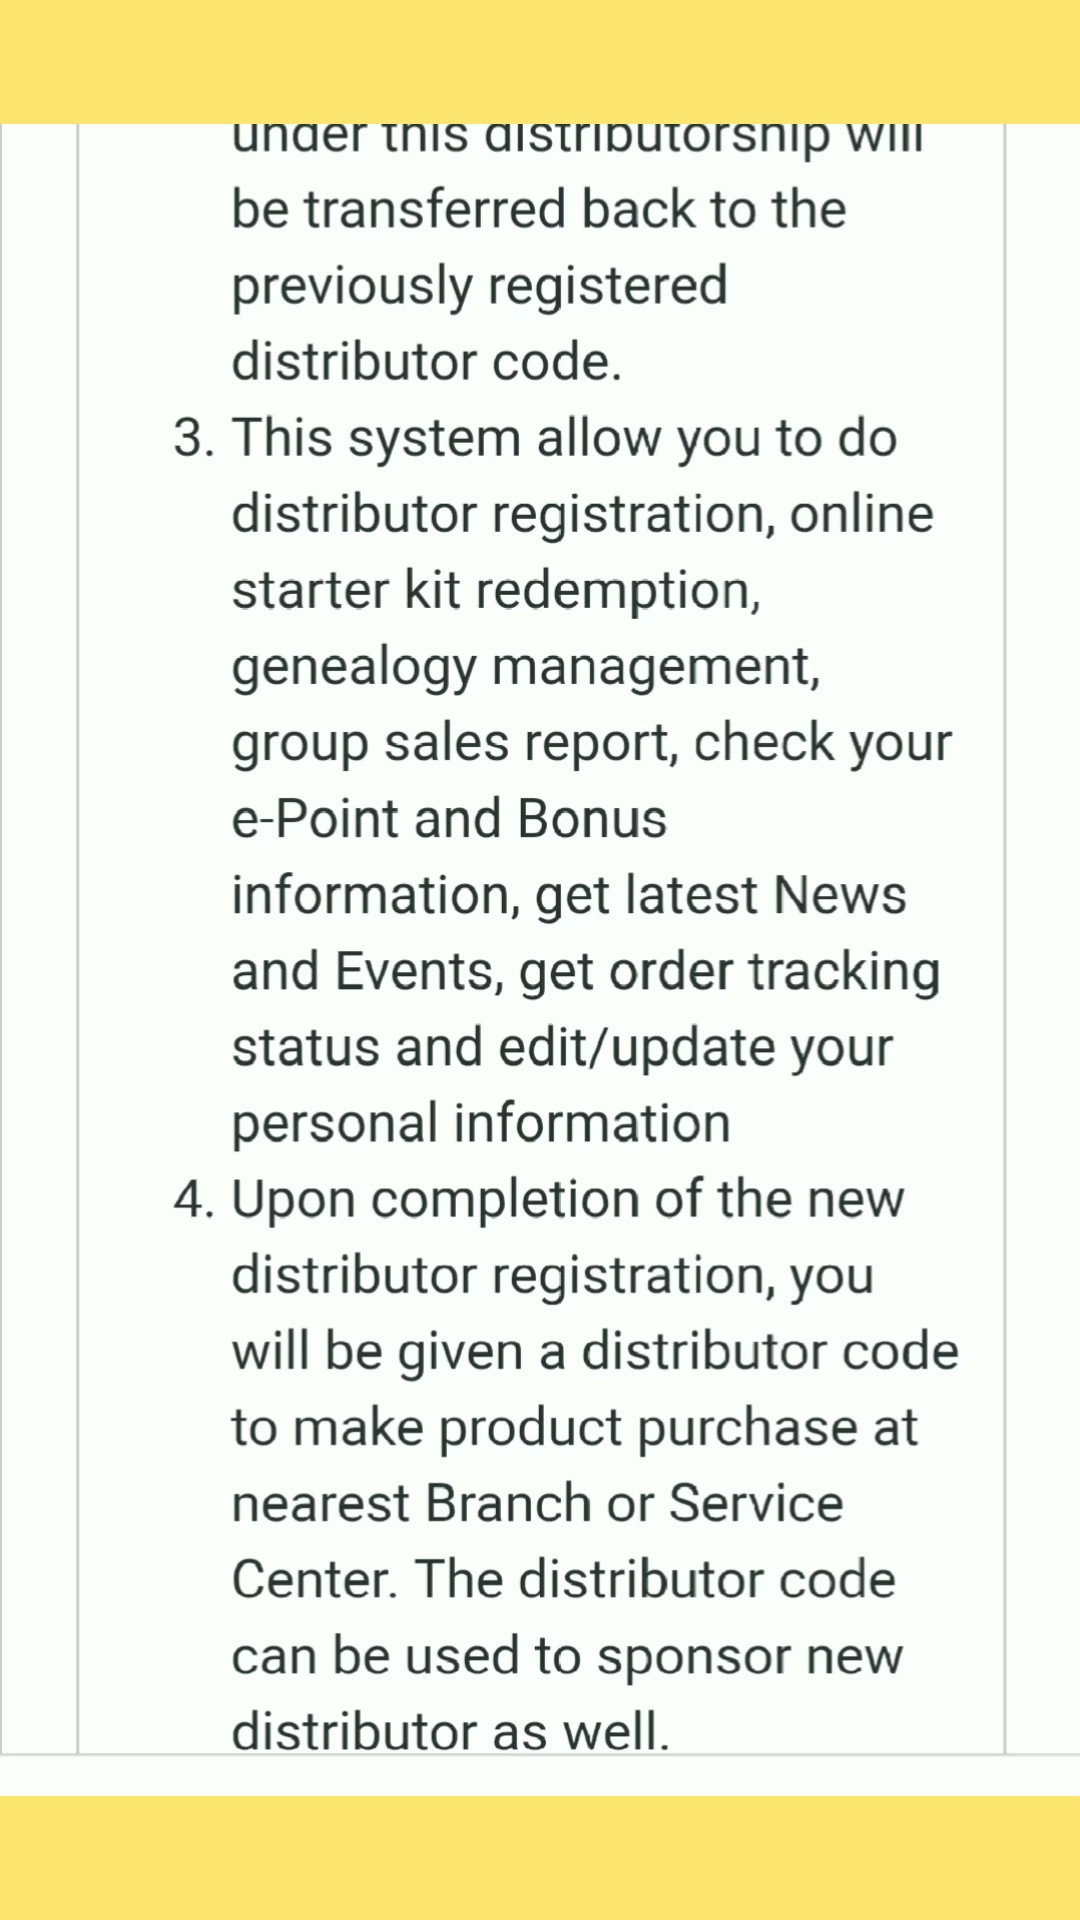 under this distributorship will
be transferred back to the
previously registered
distributor code.
3. This system allow you to do
distributor registration, online
starter kit redemption,
genealogy management,
group sales report, check your
e-Point and Bonus
information, get latest News
and Events, get order tracking
status and edit/update your
personal information
4. Upon completion of the new
distributor registration, you
will be given a distributor code
to make product purchase at
nearest Branch or Service
Center. The distributor code
can be used to sponsor new
distributor as well.